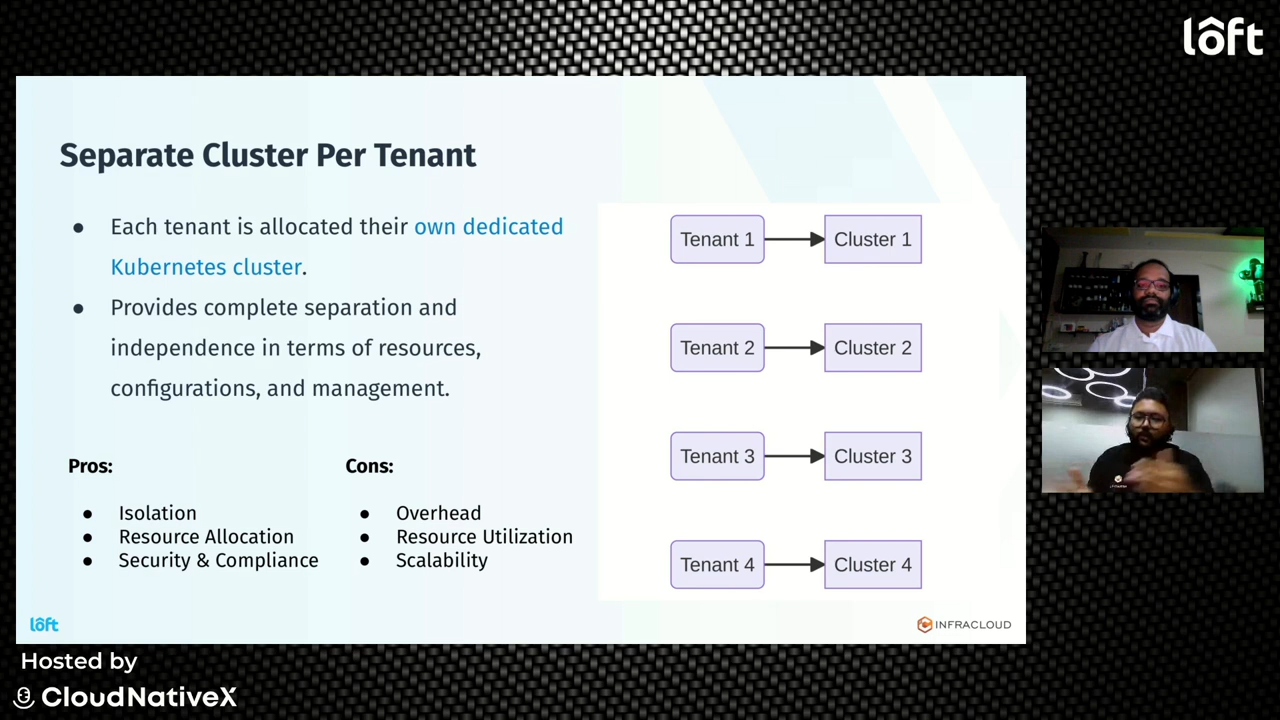 lôft
Separate Cluster Per Tenant
● Each tenant is allocated their own dedicated
Kubernetes cluster.
● Provides complete separation and
independence in terms of resources,
configurations, and management.
Pros:
● Isolation
● Resource Allocation
● Security & Compliance
Cons:
● Overhead
● Resource Utilization
● Scalability
Tenant 1
Cluster 1
Tenant 2
Cluster 2
Tenant 3
Cluster 3
Tenant 4
Cluster 4
lôft
INFRACLOUD
Hosted by
CloudNativeX